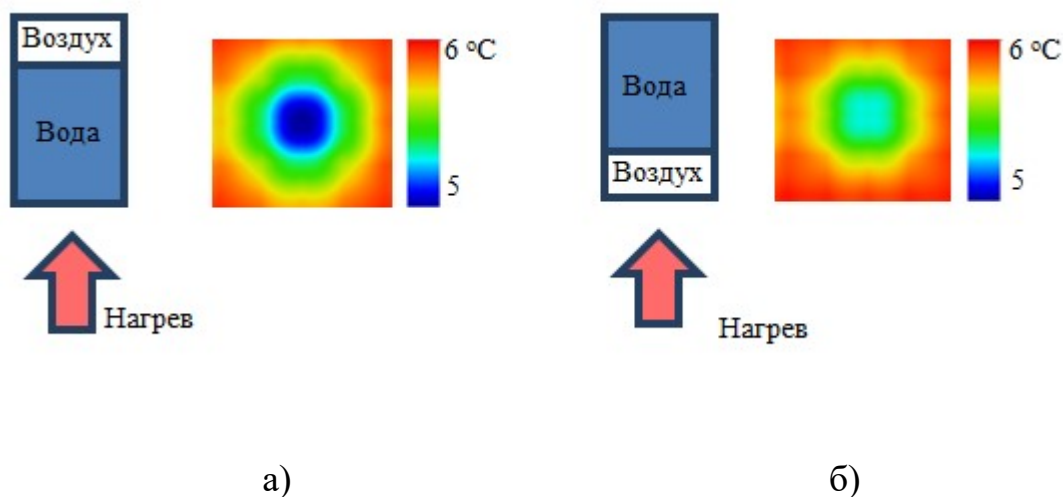 Воздух
Вода
6 °C
5
Нагрев
а)
Вода
Воздух
6 °C
5
Нагрев
б)